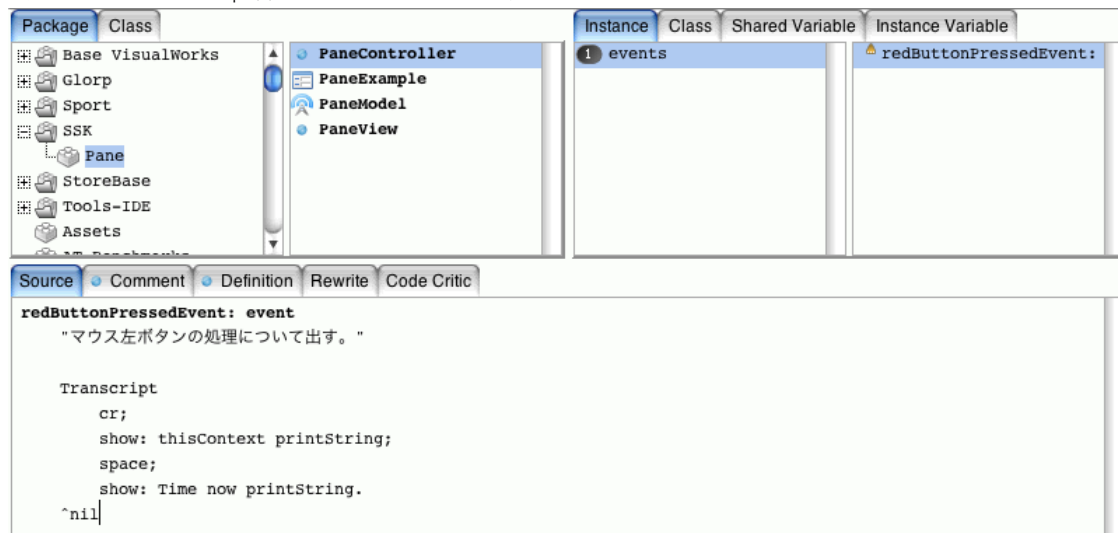 Package Class
Base VisualWorks
Glorp
Sport
SSK
Pane
StoreBase
Tools-IDE
Assets
PaneController
PaneExample
PaneModel
PaneView
Instance Class Shared Variable Instance Variable
1 events
redButtonPressedEvent:
Source Comment Definition Rewrite Code Critic
redButtonPressedEvent: event
"マウス左ボタンの処理について出す。"
Transcript
cr;
show: thisContext printString;
space;
show: Time now printString.
^nil